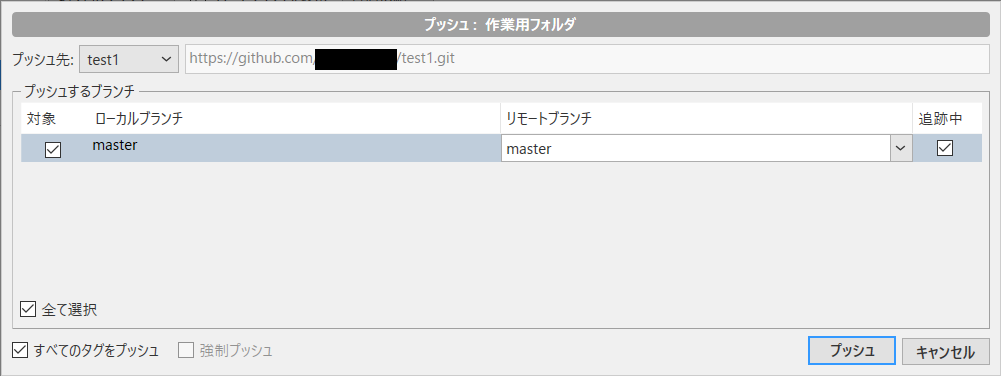 プッシュ : 作業用フォルダ
プッシュ先: test1 https://github.com/ /test1.git
プッシュするブランチ
対象 ローカルブランチ リモートブランチ 追跡中
master master
全て選択
すべてのタグをプッシュ 強制プッシュ プッシュ キャンセル